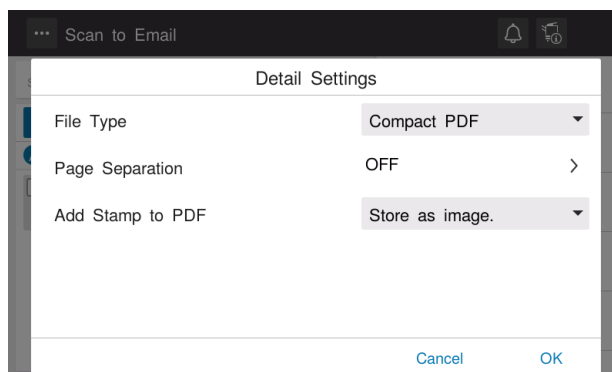 Scan to Email
Detail Settings
File Type
Compact PDF
Page Separation
OFF
Add Stamp to PDF
Store as image.
Cancel
OK